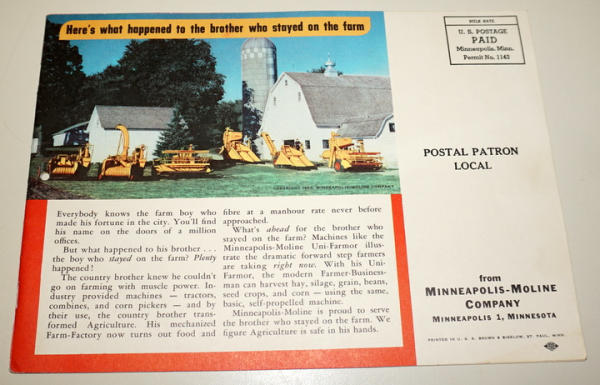 Here's what happened to the brother who stayed on the farm
BULK RATE
U. S. POSTAGE
PAID
Minneapolis, Minn.
Permit No. 1143
POSTAL PATRON
LOCAL
MINNEAPOLIS-MOLINE COMPANY
Everybody knows the farm boy who
made his fortune in the city. You'll find
his name on the doors of a million
offices.
But what happened to his brother . . .
the boy who stayed on the farm? Plenty
happened!
The country brother knew he couldn't
go on farming with muscle power. In-
dustry provided machines — tractors,
combines, and corn pickers — and by
their use, the country brother trans-
formed Agriculture. His mechanized
Farm-Factory now turns out food and
fibre at a manhour rate never before
approached.
What's ahead for the brother who
stayed on the farm? Machines like the
Minneapolis-Moline Uni-Farmor illus-
trate the dramatic forward step farmers
are taking right now. With his Uni-
Farmor, the modern Farmer-Business-
man can harvest hay, silage, grain, beans,
seed crops, and corn — using the same,
basic, self-propelled machine.
Minneapolis-Moline is proud to serve
the brother who stayed on the farm. We
figure Agriculture is safe in his hands.
from
MINNEAPOLIS-MOLINE
COMPANY
MINNEAPOLIS 1, MINNESOTA
PRINTED IN U. S. A. BROWN & BIGELOW, ST. PAUL, MINN.